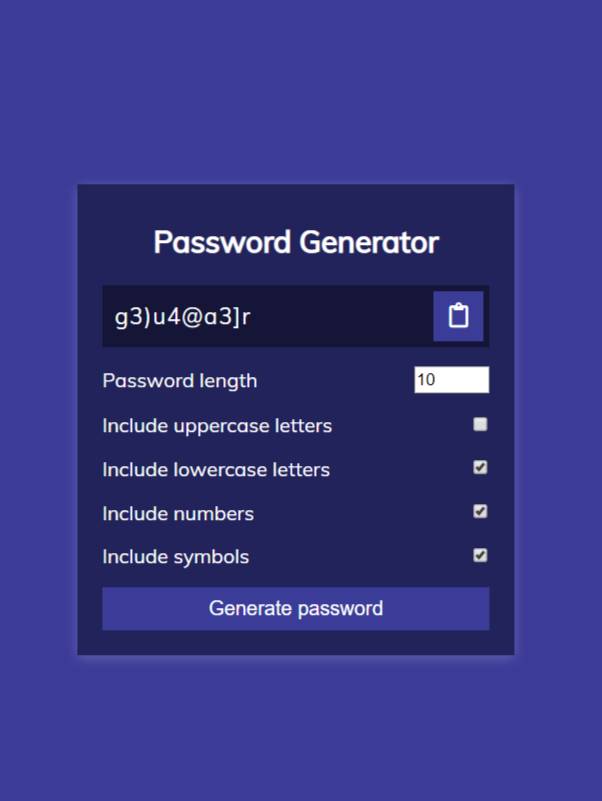 Password Generator
g3)u4@a3]r
Password length
10
Include uppercase letters
Include lowercase letters
Include numbers
Include symbols
Generate password